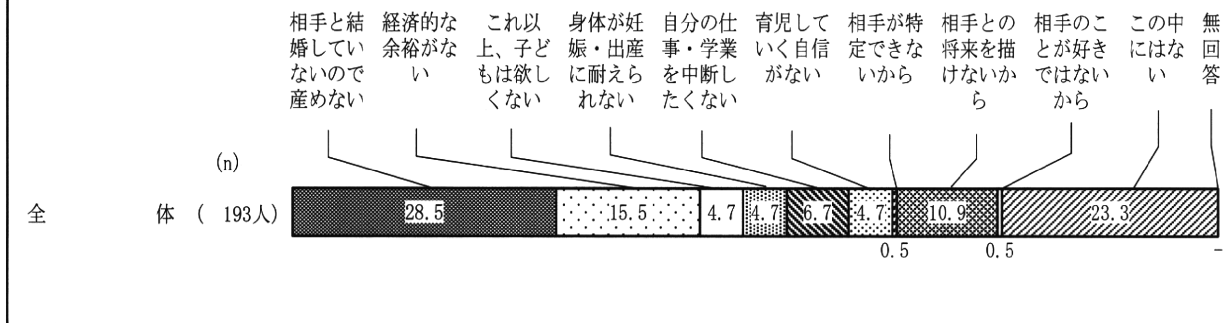 相手と結
婚してい
ないので
産めない
経済的な
余裕がな
い
これ以
上、子ど
もは欲し
くない
身体が妊
娠・出産
に耐えら
れない
自分の仕
事・学業
を中断し
たくない
育児して
いく自信
がない
相手が特
定できな
いから
相手との
将来を描
けないか
ら
相手のこ
とが好き
ではない
から
この中
にはな
い
無
回
答
(n)
全 体 ( 193人)
28.5 15.5 4.7 4.7 6.7 4.7 10.9 23.3
0.5 0.5 -